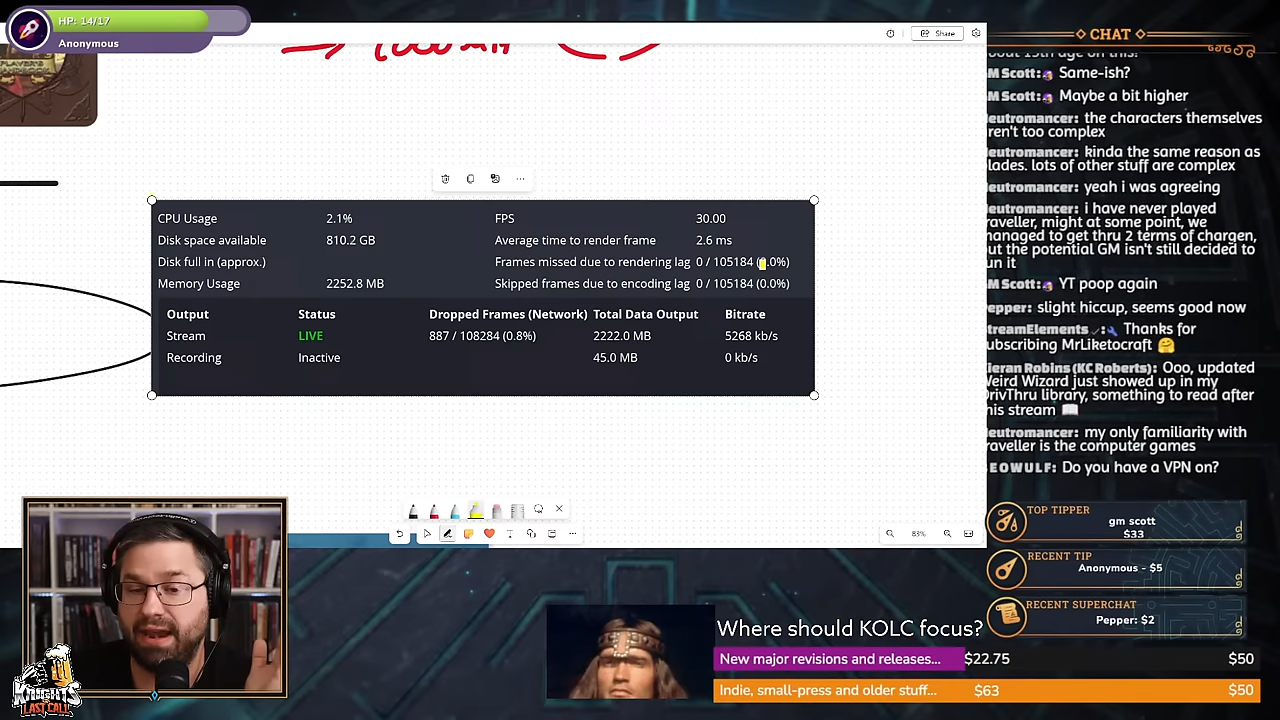 HP: 14/17
Anonymous
Share
CPU Usage 2.1% FPS 30.00
Disk space available 810.2 GB Average time to render frame 2.6 ms
Disk full in (approx.) Frames missed due to rendering lag 0 / 105184 (0.0%)
Memory Usage 2252.8 MB Skipped frames due to encoding lag 0 / 105184 (0.0%)
Output Status Dropped Frames (Network) Total Data Output Bitrate
Stream LIVE 887 / 108284 (0.8%) 2222.0 MB 5268 kb/s
Recording Inactive 45.0 MB 0 kb/s
83%
CHAT
M Scott: Same-ish?
M Scott: Maybe a bit higher
eutromancer: the characters themselves
ren't too complex
eutromancer: kinda the same reason as
lades. lots of other stuff are complex
eutromancer: yeah i was agreeing
eutromancer: i have never played
raveller, might at some point, we
managed to get thru 2 terms of chargen,
but the potential GM isn't still decided to
un it
M Scott: YT poop again
epper: slight hiccup, seems good now
treamElements: Thanks for
ubscribing MrLiketocraft 🤗
ieran Robins (KC Roberts): Ooo, updated
Weird Wizard just showed up in my
DrivThru library, something to read after
his stream 📖
eutromancer: my only familiarity with
raveller is the computer games
EOWULF: Do you have a VPN on?
TOP TIPPER
gm scott
$33
RECENT TIP
Anonymous - $5
RECENT SUPERCHAT
Pepper: $2
Where should KOLC focus?
New major revisions and releases... $22.75 $50
Indie, small-press and older stuff... $63 $50
KNIGHTS
LAST CALL